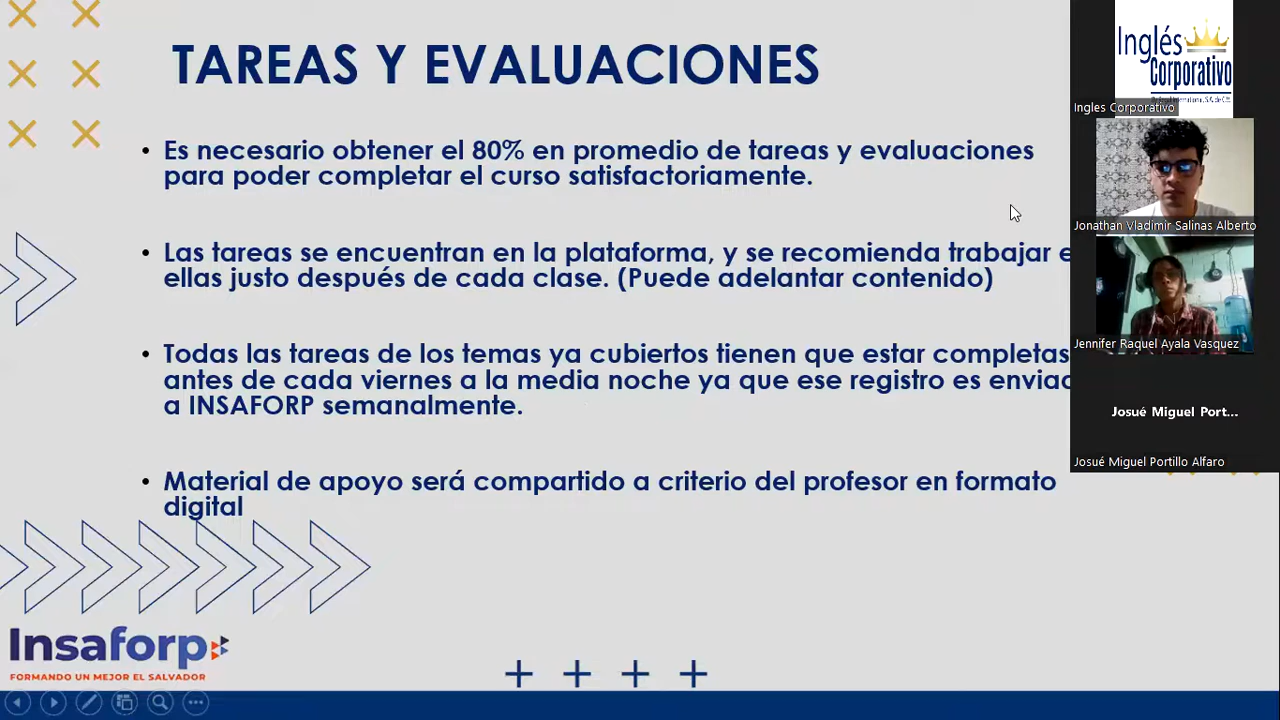 TAREAS Y EVALUACIONES
• Es necesario obtener el 80% en promedio de tareas y evaluaciones
para poder completar el curso satisfactoriamente.
• Las tareas se encuentran en la plataforma, y se recomienda trabajar e
ellas justo después de cada clase. (Puede adelantar contenido)
• Todas las tareas de los temas ya cubiertos tienen que estar completas
antes de cada viernes a la media noche ya que ese registro es enviad
a INSAFORP semanalmente.
• Material de apoyo será compartido a criterio del profesor en formato
digital
Insaforp
FORMANDO UN MEJOR EL SALVADOR
Inglés
Corporativo
Ingles Corporativo
Jonathan Vladimir Salinas Alberto
Jennifer Raquel Ayala Vasquez
Josué Miguel Port...
Josué Miguel Portillo Alfaro